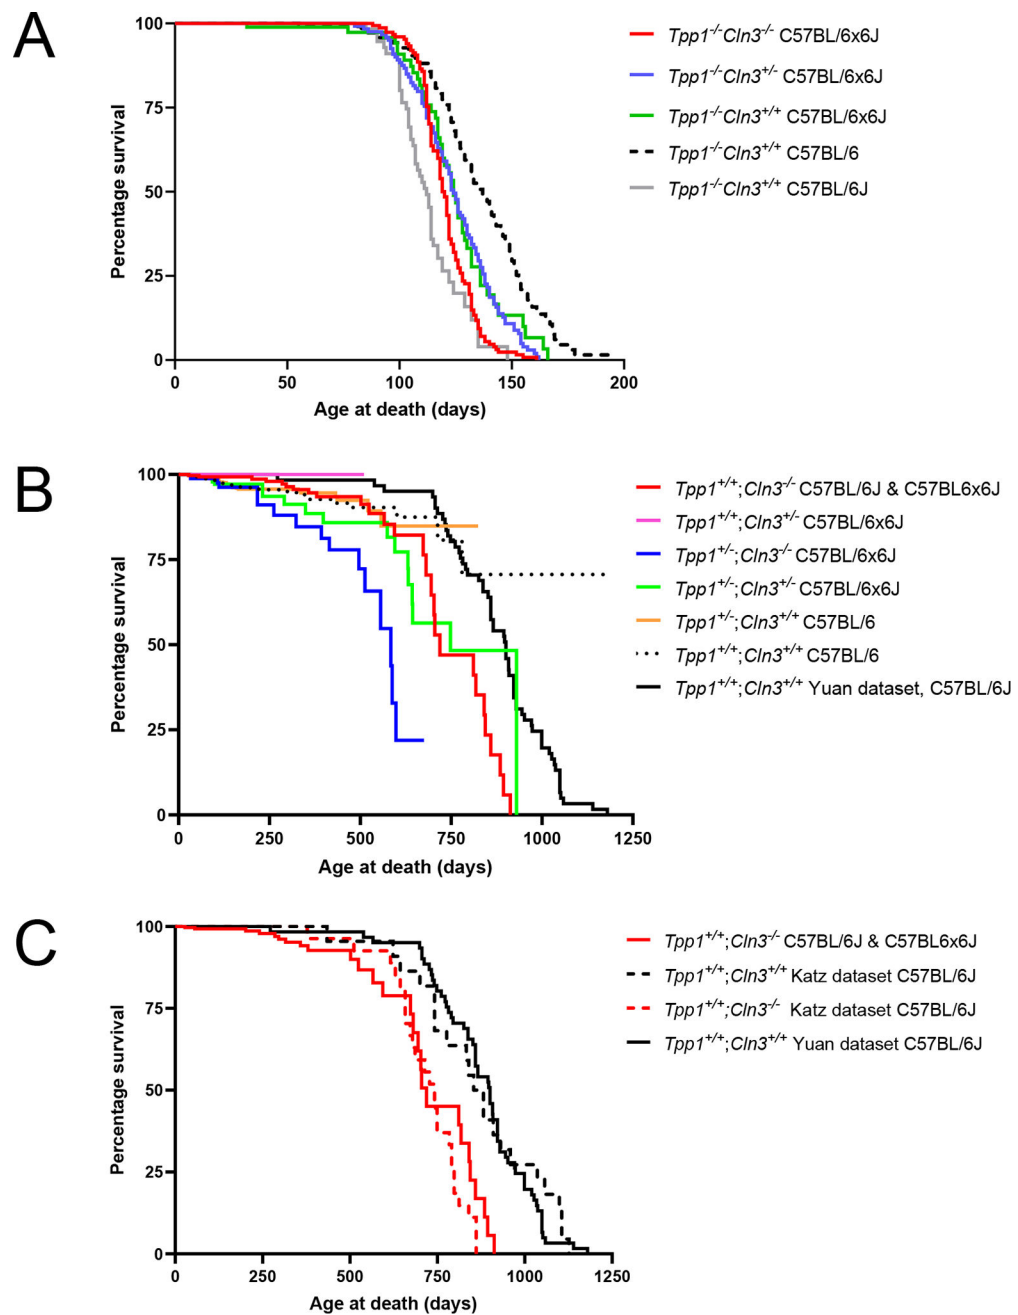 A
Percentage survival
100
75
50
25
0
0 50 100 150 200
Age at death (days)
Tpp1-/-Cln3-/- C57BL/6x6J
Tpp1-/-Cln3+/- C57BL/6x6J
Tpp1-/-Cln3+/+ C57BL/6x6J
Tpp1-/-Cln3+/+ C57BL/6
Tpp1-/-Cln3+/+ C57BL/6J
B
Percentage survival
100
75
50
25
0
0 250 500 750 1000 1250
Age at death (days)
Tpp1+/+;Cln3-/- C57BL/6J & C57BL6x6J
Tpp1+/+;Cln3+/- C57BL/6x6J
Tpp1+/-;Cln3-/- C57BL/6x6J
Tpp1+/-;Cln3+/- C57BL/6x6J
Tpp1+/-;Cln3+/+ C57BL/6
Tpp1+/+;Cln3+/+ C57BL/6
Tpp1+/+;Cln3+/+ Yuan dataset, C57BL/6J
C
Percentage survival
100
75
50
25
0
0 250 500 750 1000 1250
Age at death (days)
Tpp1+/+;Cln3-/- C57BL/6J & C57BL6x6J
Tpp1+/+;Cln3+/+ Katz dataset C57BL/6J
Tpp1+/+;Cln3-/- Katz dataset C57BL/6J
Tpp1+/+;Cln3+/+ Yuan dataset C57BL/6J